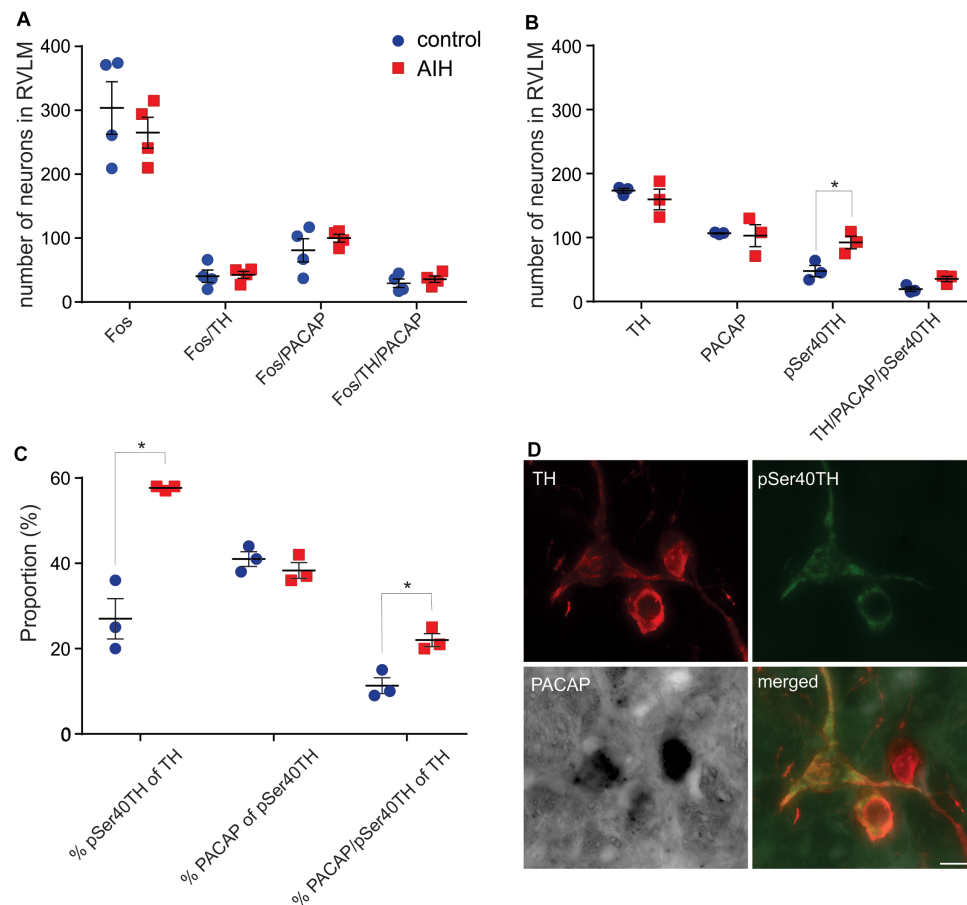 A
number of neurons in RVLM
400
300
200
100
0
control
AIH
Fos
Fos/TH
Fos/PACAP
Fos/TH/PACAP
B
number of neurons in RVLM
400
300
200
100
0
*
TH
PACAP
pSer40TH
TH/PACAP/pSer40TH
C
Proportion (%)
60
40
20
0
*
*
% pSer40TH of TH
% PACAP of pSer40TH
% PACAP/pSer40TH of TH
D
TH
pSer40TH
PACAP
merged